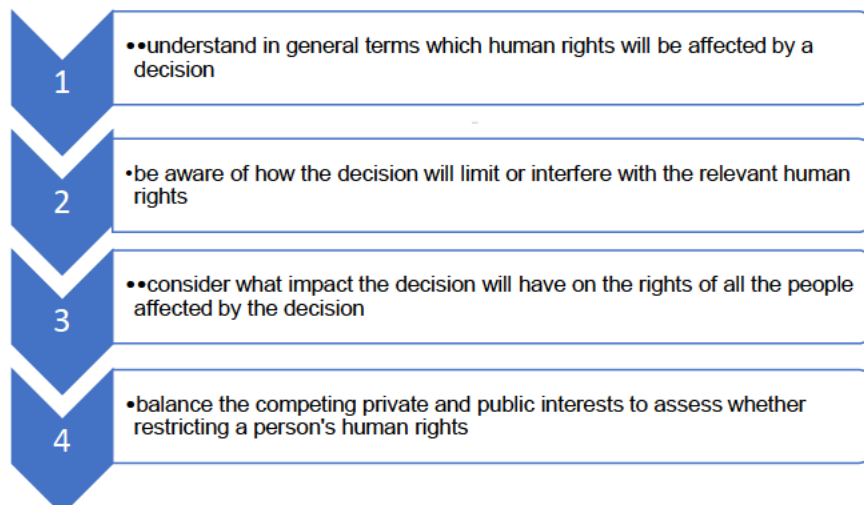 1
••understand in general terms which human rights will be affected by a
decision
2
•be aware of how the decision will limit or interfere with the relevant human
rights
3
••consider what impact the decision will have on the rights of all the people
affected by the decision
4
•balance the competing private and public interests to assess whether
restricting a person's human rights